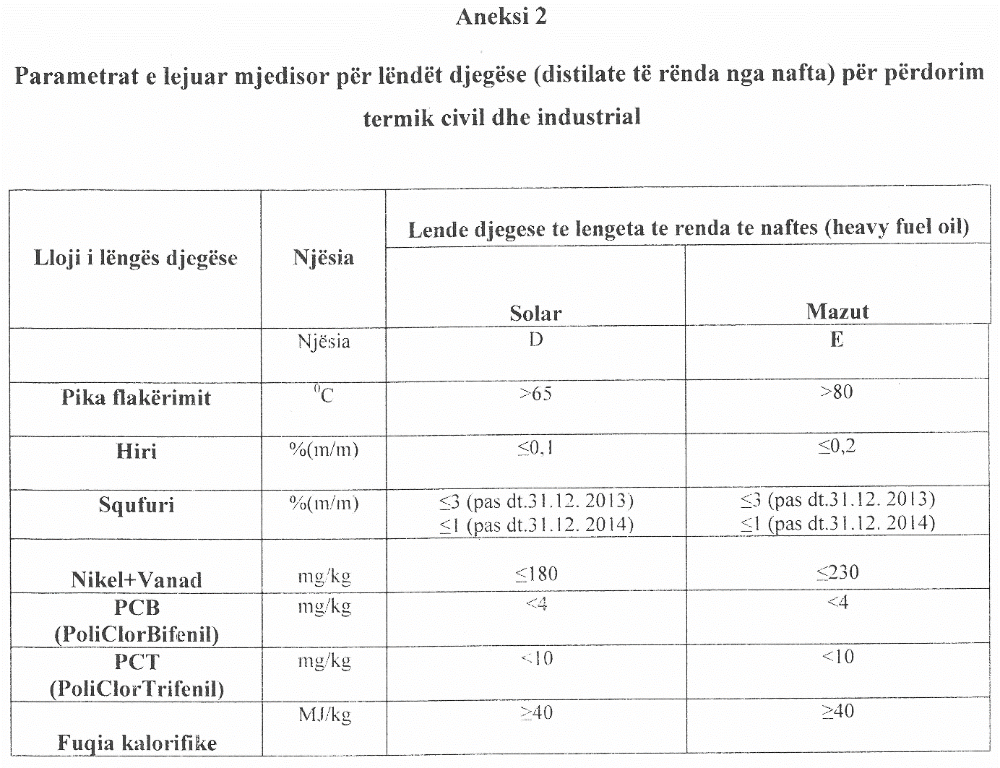 Aneksi 2
Parametrat e lejuar mjedisor për lëndët djegëse (distilate të rënda nga nafta) për përdorim
termik civil dhe industrial
Lloji i lëngës djegëse
Njësia
Lende djegese te lengeta te renda te naftes (heavy fuel oil)
Solar
Mazut
Njësia
D
E
Pika flakërimit
⁰C
>65
>80
Hiri
%(m/m)
≤0,1
≤0,2
Squfuri
%(m/m)
≤3 (pas dt.31.12. 2013)
≤1 (pas dt.31.12. 2014)
≤3 (pas dt.31.12. 2013)
≤1 (pas dt.31.12. 2014)
Nikel+Vanad
mg/kg
≤180
≤230
PCB
(PoliClorBifenil)
mg/kg
<4
<4
PCT
(PoliClorTrifenil)
mg/kg
<10
<10
Fuqia kalorifike
MJ/kg
≥40
≥40